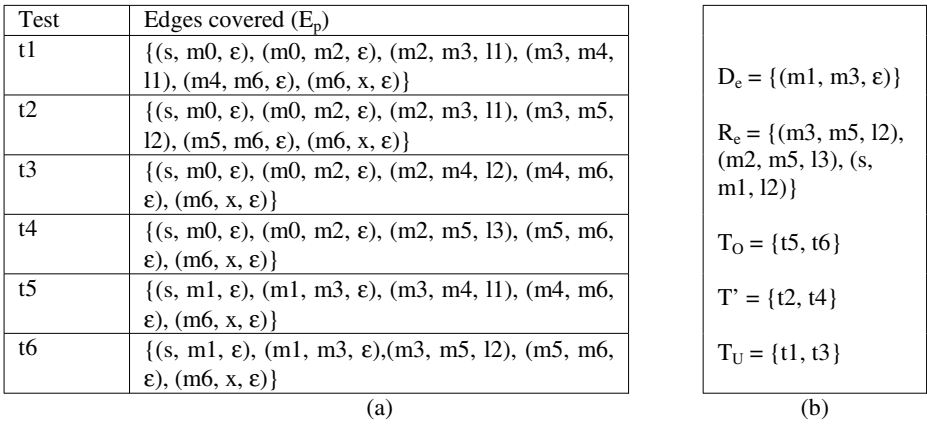 Test Edges covered (Ep)
t1 {(s, m0, ε), (m0, m2, ε), (m2, m3, l1), (m3, m4,
l1), (m4, m6, ε), (m6, x, ε)}
t2 {(s, m0, ε), (m0, m2, ε), (m2, m3, l1), (m3, m5,
l2), (m5, m6, ε), (m6, x, ε)}
t3 {(s, m0, ε), (m0, m2, ε), (m2, m4, l2), (m4, m6,
ε), (m6, x, ε)}
t4 {(s, m0, ε), (m0, m2, ε), (m2, m5, l3), (m5, m6,
ε), (m6, x, ε)}
t5 {(s, m1, ε), (m1, m3, ε), (m3, m4, l1), (m4, m6,
ε), (m6, x, ε)}
t6 {(s, m1, ε), (m1, m3, ε),(m3, m5, l2), (m5, m6,
ε), (m6, x, ε)}
(a)
De = {(m1, m3, ε)}
Re = {(m3, m5, l2),
(m2, m5, l3), (s,
m1, l2)}
TO = {t5, t6}
T’ = {t2, t4}
TU = {t1, t3}
(b)